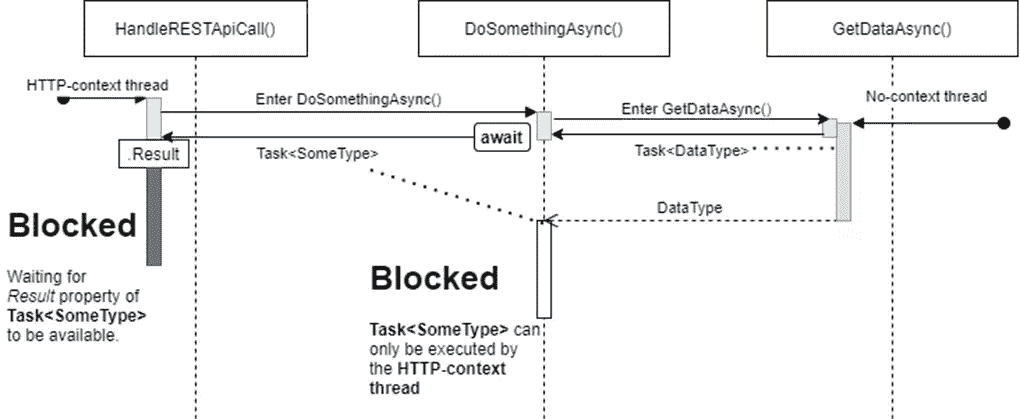 HandleRESTApiCall()
DoSomethingAsync()
GetDataAsync()
HTTP-context thread
Enter DoSomethingAsync()
Enter GetDataAsync()
No-context thread
await
.Result
Task<SomeType>
Task<DataType>
DataType
Blocked
Waiting for
Result property of
Task<SomeType>
to be available.
Blocked
Task<SomeType> can
only be executed by
the HTTP-context
thread